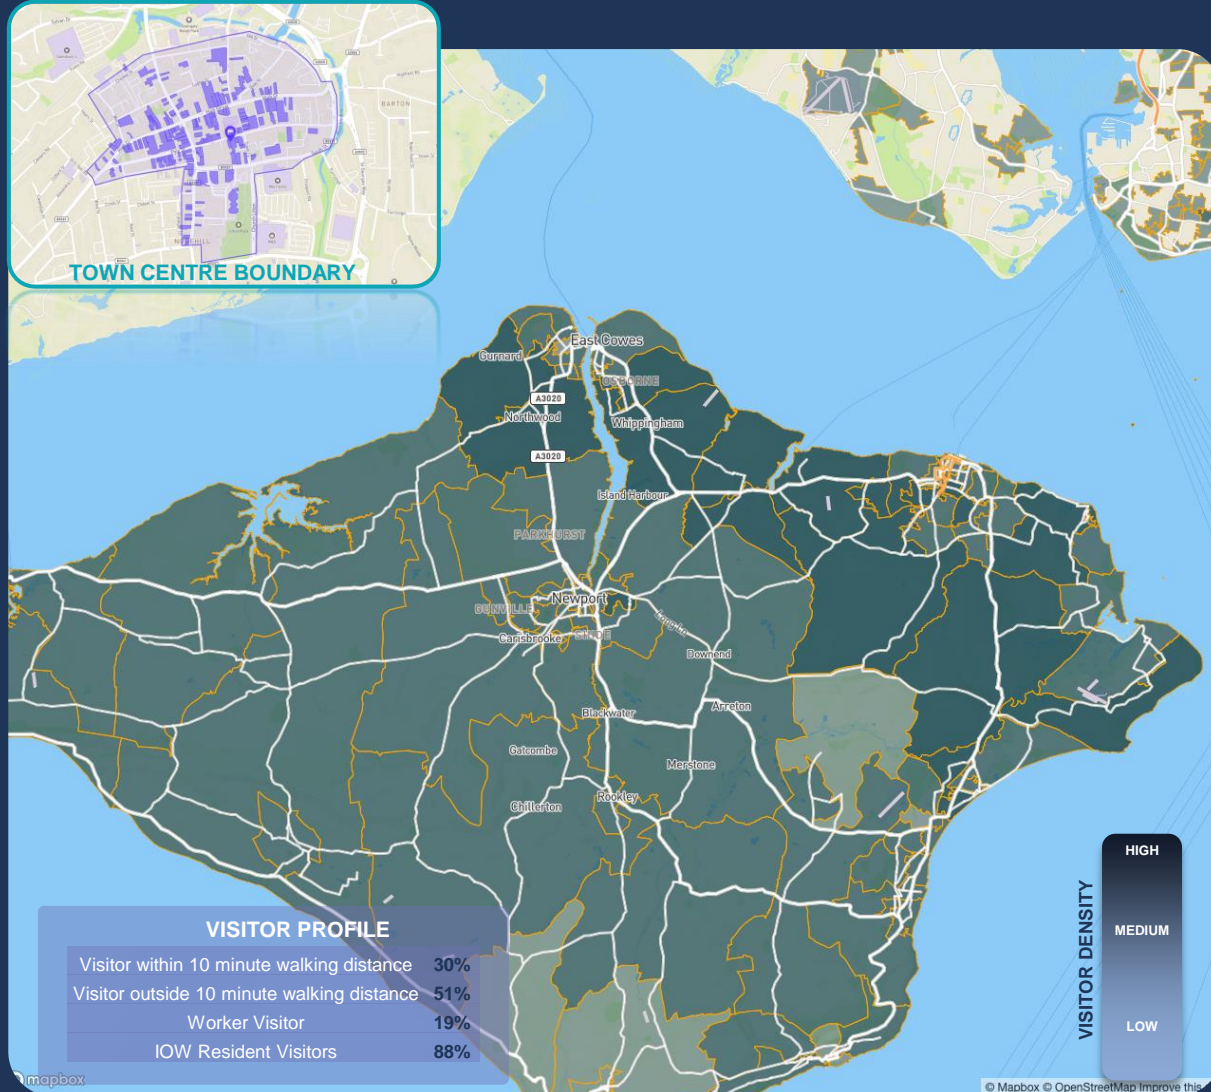 BARTON
TOWN CENTRE BOUNDARY
East Cowes
Gurnard
OSBORNE
A3020
Northwood
Whippingham
A3020
Island Harbour
PARKHURST
Newport
GUNVILLE
Carisbrooke
SHIDE
Long Ln
Downend
Arreton
Blackwater
Gatcombe
Merstone
Rookley
Chillerton
VISITOR PROFILE
Visitor within 10 minute walking distance 30%
Visitor outside 10 minute walking distance 51%
Worker Visitor 19%
IOW Resident Visitors 88%
VISITOR DENSITY
HIGH
MEDIUM
LOW
mapbox
© Mapbox © OpenStreetMap Improve this